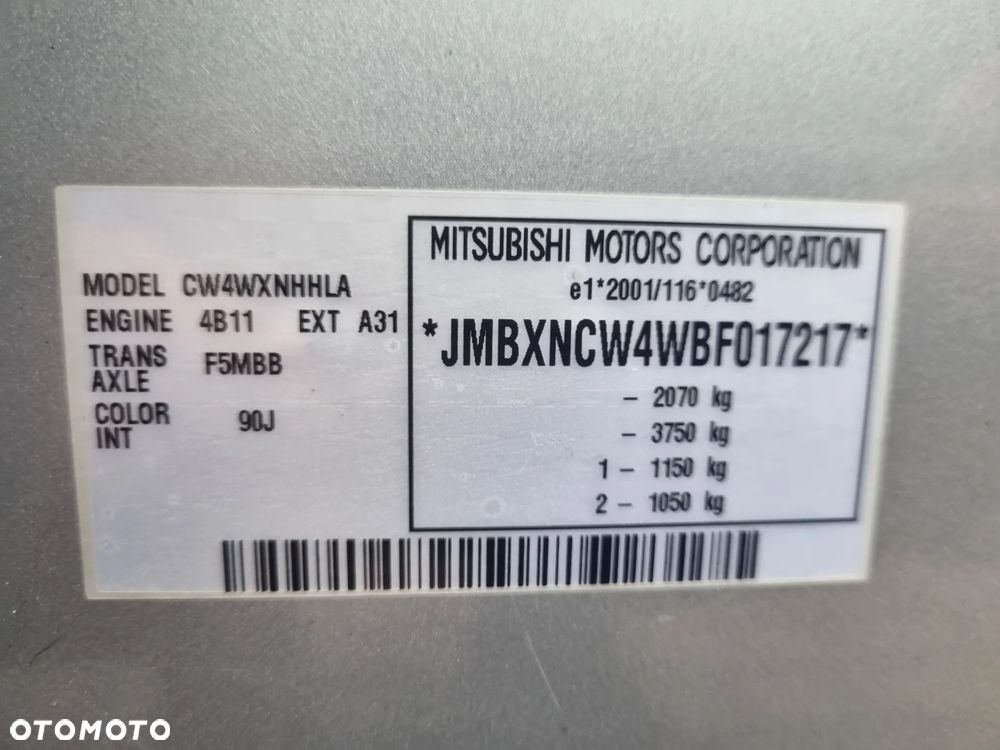 MITSUBISHI MOTORS CORPORATION
e1*2001/116*0482
*JMBXNCW4WBF017217*
- 2070 kg
- 3750 kg
1 - 1150 kg
2 - 1050 kg
MODEL CW4WXNHHLA
ENGINE 4B11 EXT A31
TRANS
AXLE F5MBB
COLOR
INT 90J
OTOMOTO